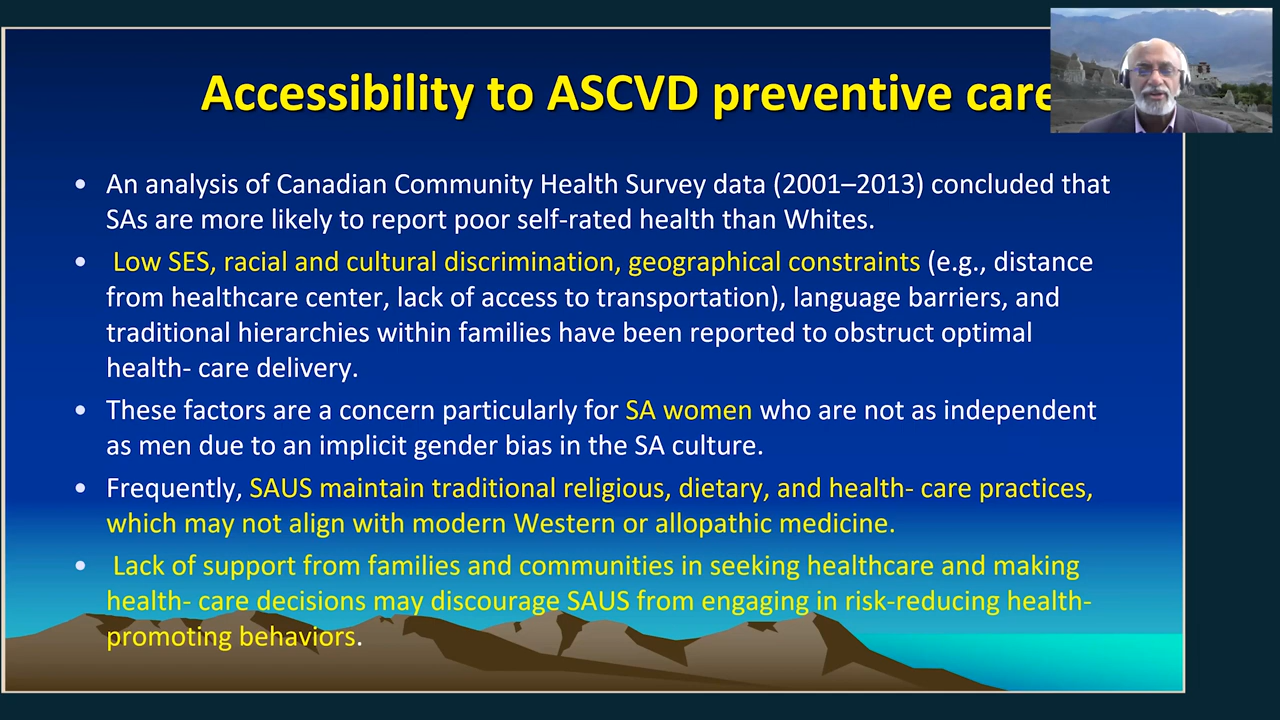 Accessibility to ASCVD preventive care
• An analysis of Canadian Community Health Survey data (2001–2013) concluded that
SAs are more likely to report poor self-rated health than Whites.
• Low SES, racial and cultural discrimination, geographical constraints (e.g., distance
from healthcare center, lack of access to transportation), language barriers, and
traditional hierarchies within families have been reported to obstruct optimal
health- care delivery.
• These factors are a concern particularly for SA women who are not as independent
as men due to an implicit gender bias in the SA culture.
• Frequently, SAUS maintain traditional religious, dietary, and health- care practices,
which may not align with modern Western or allopathic medicine.
• Lack of support from families and communities in seeking healthcare and making
health- care decisions may discourage SAUS from engaging in risk-reducing health-
promoting behaviors.